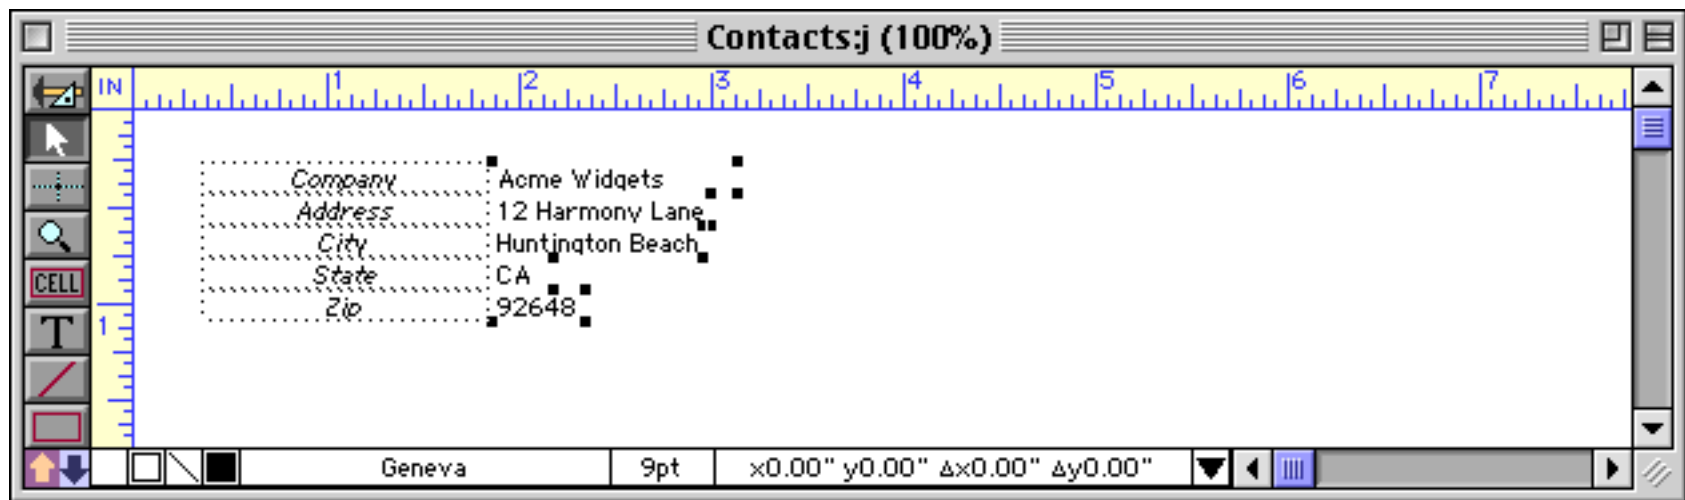 Contacts:j (100%)
IN 1 2 3 4 5 6 7
Company Acme Widgets
Address 12 Harmony Lane
City Huntington Beach
CELL State CA
Zip 92648
T 1
Geneva 9pt x0.00" y0.00" Δx0.00" Δy0.00"